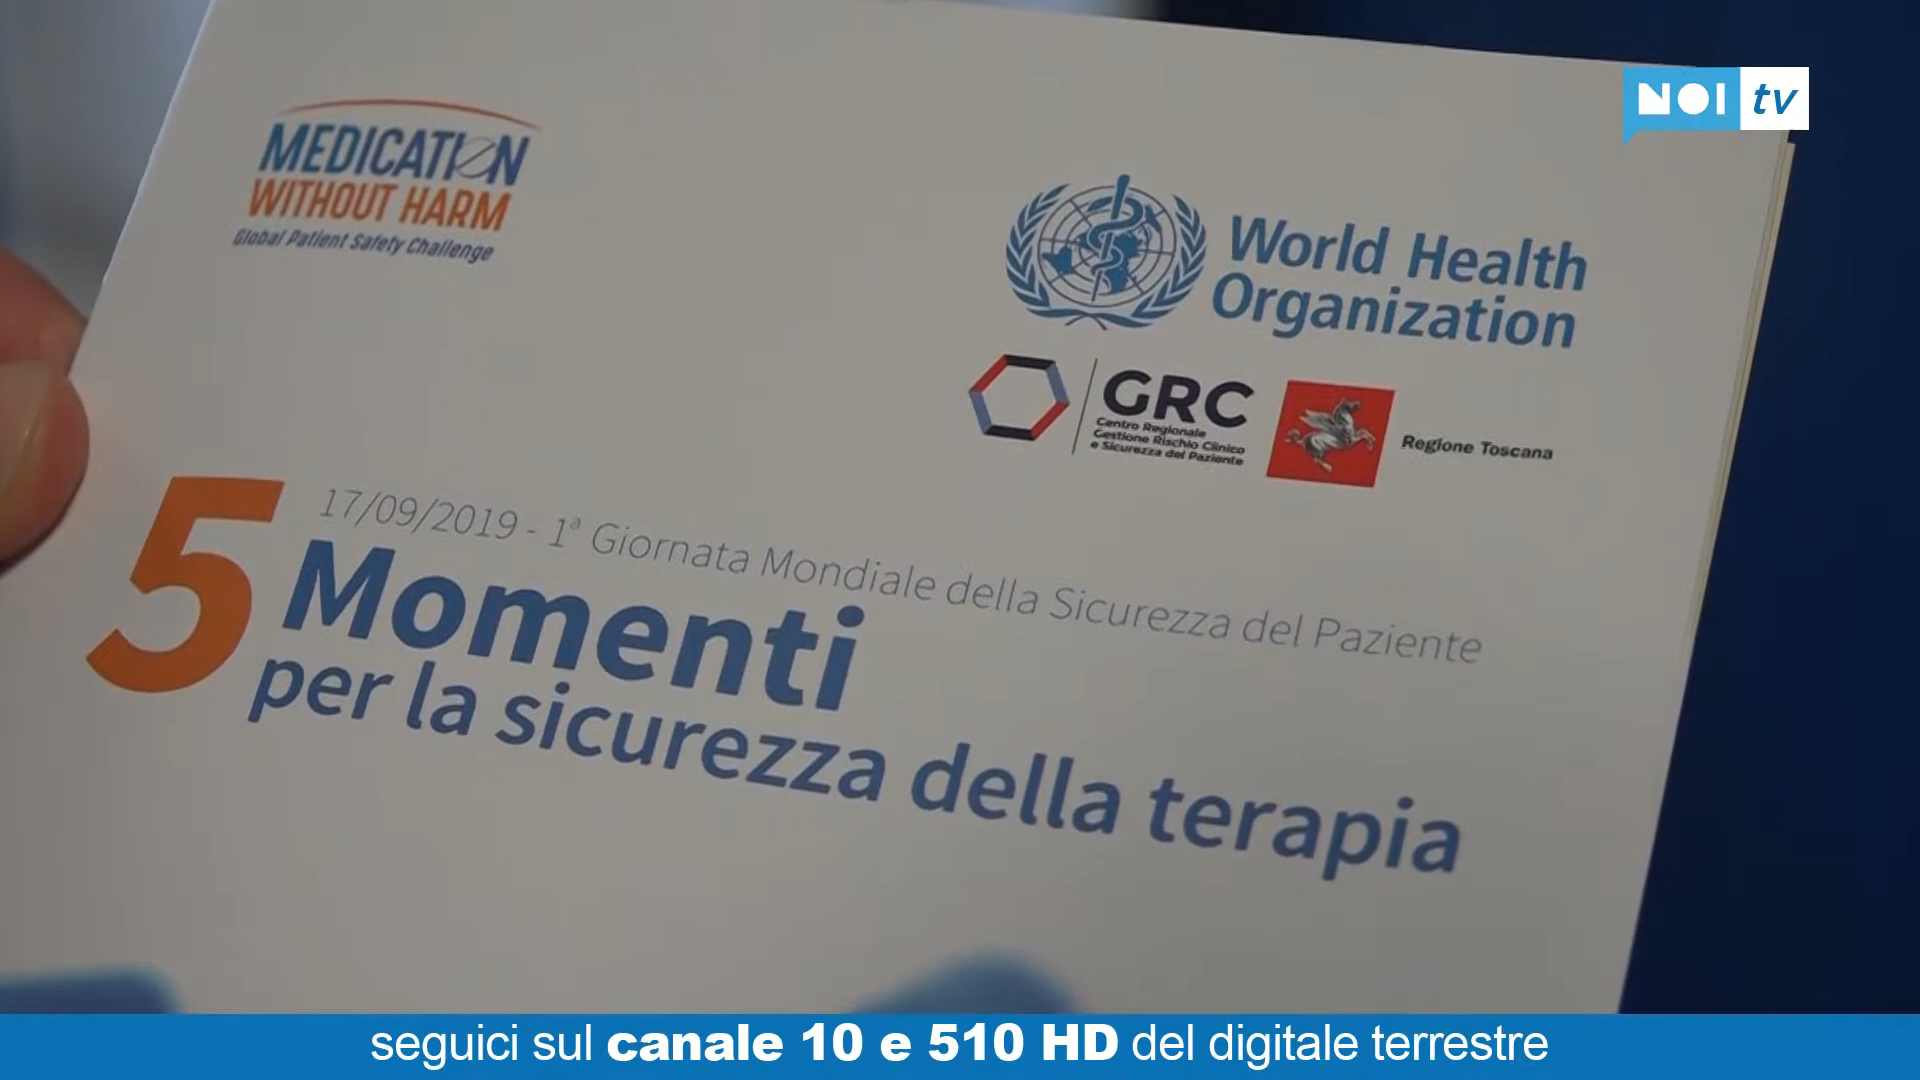 NOI tv
MEDICATION
WITHOUT HARM
Global Patient Safety Challenge
World Health
Organization
GRC
Centro Regionale
Gestione Rischio Clinico
e Sicurezza del Paziente
Regione Toscana
17/09/2019 - 1ª Giornata Mondiale della Sicurezza del Paziente
5 Momenti
per la sicurezza della terapia
seguici sul canale 10 e 510 HD del digitale terrestre